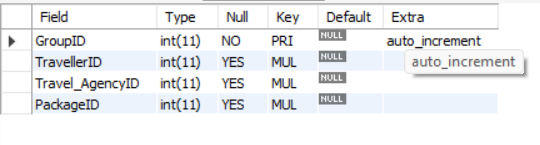 Field Type Null Key Default Extra
GroupID int(11) NO PRI NULL auto_increment
TravellerID int(11) YES MUL NULL
auto_increment
Travel_AgencyID int(11) YES MUL NULL
PackageID int(11) YES MUL NULL